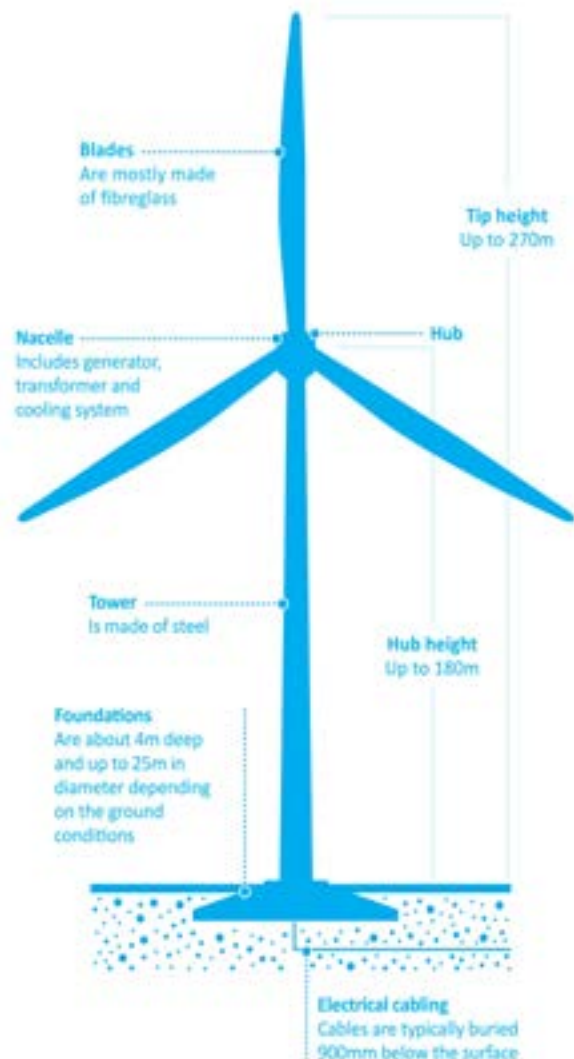 Blades
Are mostly made
of fibreglass
Tip height
Up to 270m
Nacelle
Includes generator,
transformer and
cooling system
Hub
Tower
Is made of steel
Hub height
Up to 180m
Foundations
Are about 4m deep
and up to 25m in
diameter depending
on the ground
conditions
Electrical cabling
Cables are typically buried
900mm below the surface